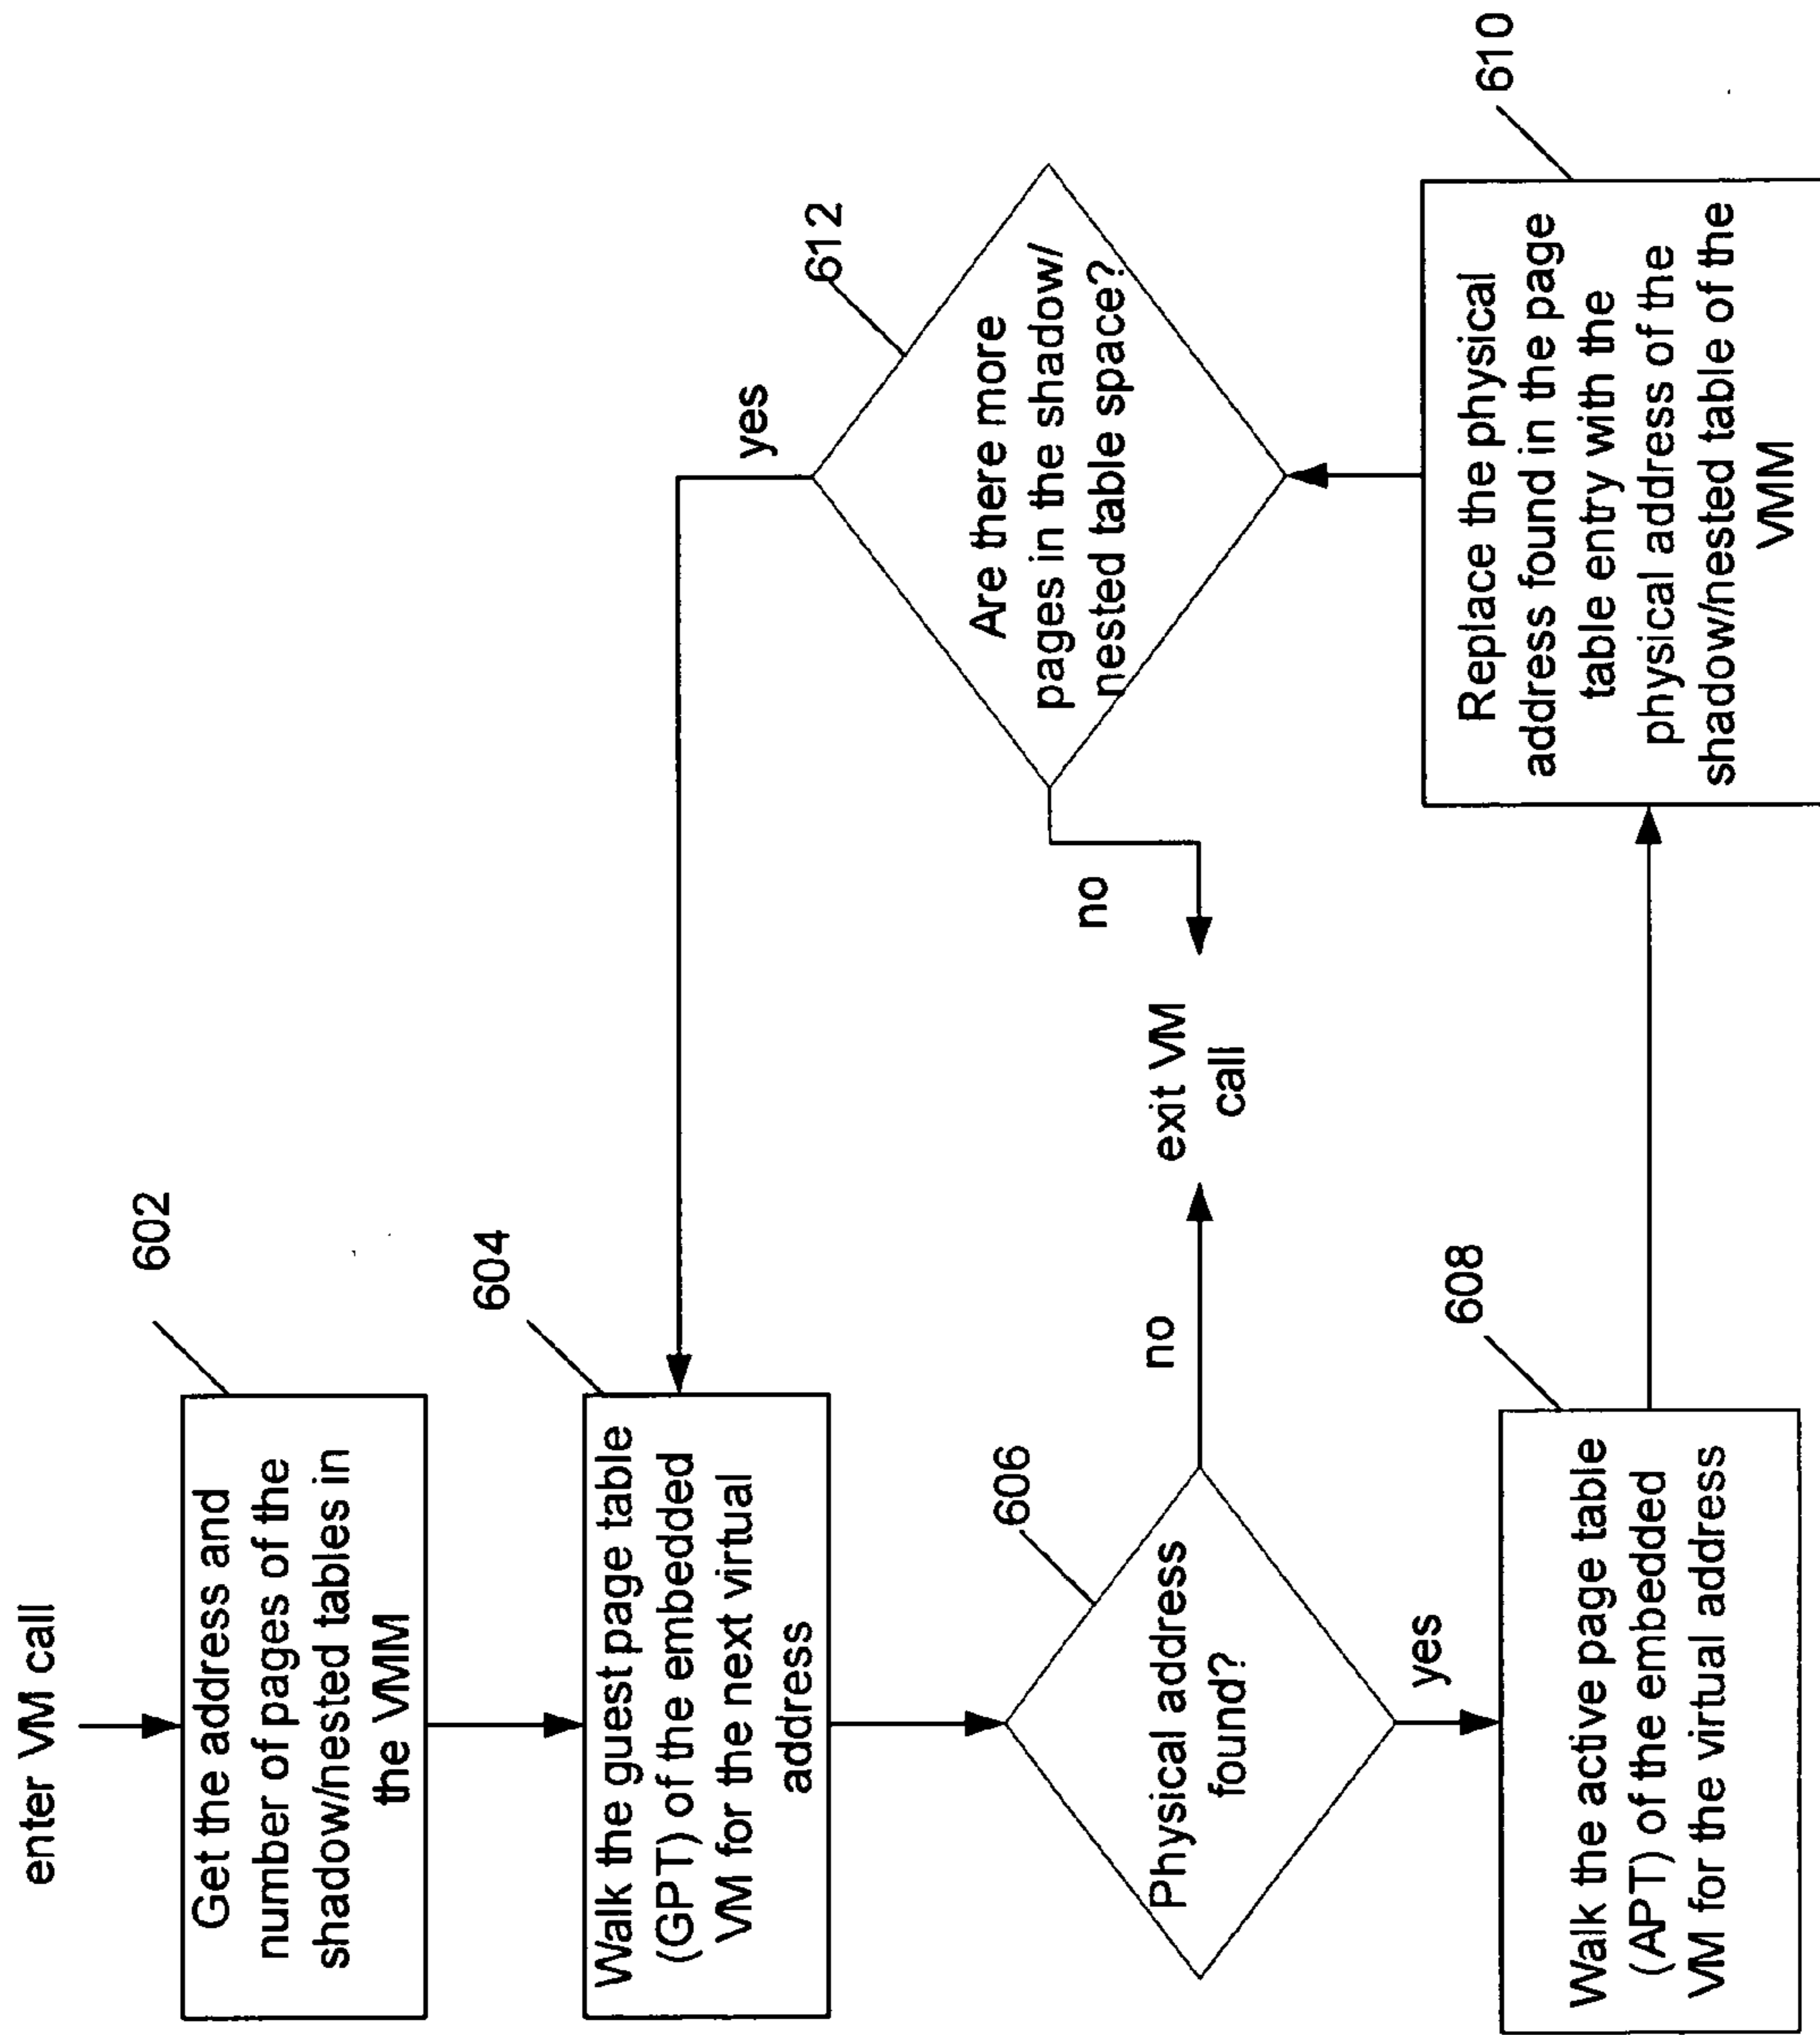 enter VM call
602
Get the address and
number of pages of the
shadow/nested tables in
the VMM
604
Walk the guest page table
(GPT) of the embedded
VM for the next virtual
address
606
Physical address
found?
no
yes
exit VM
call
608
Walk the active page table
(APT) of the embedded
VM for the virtual address
610
Replace the physical
address found in the page
table entry with the
physical address of the
shadow/nested table of the
VMM
612
Are there more
pages in the shadow/
nested table space?
yes
no